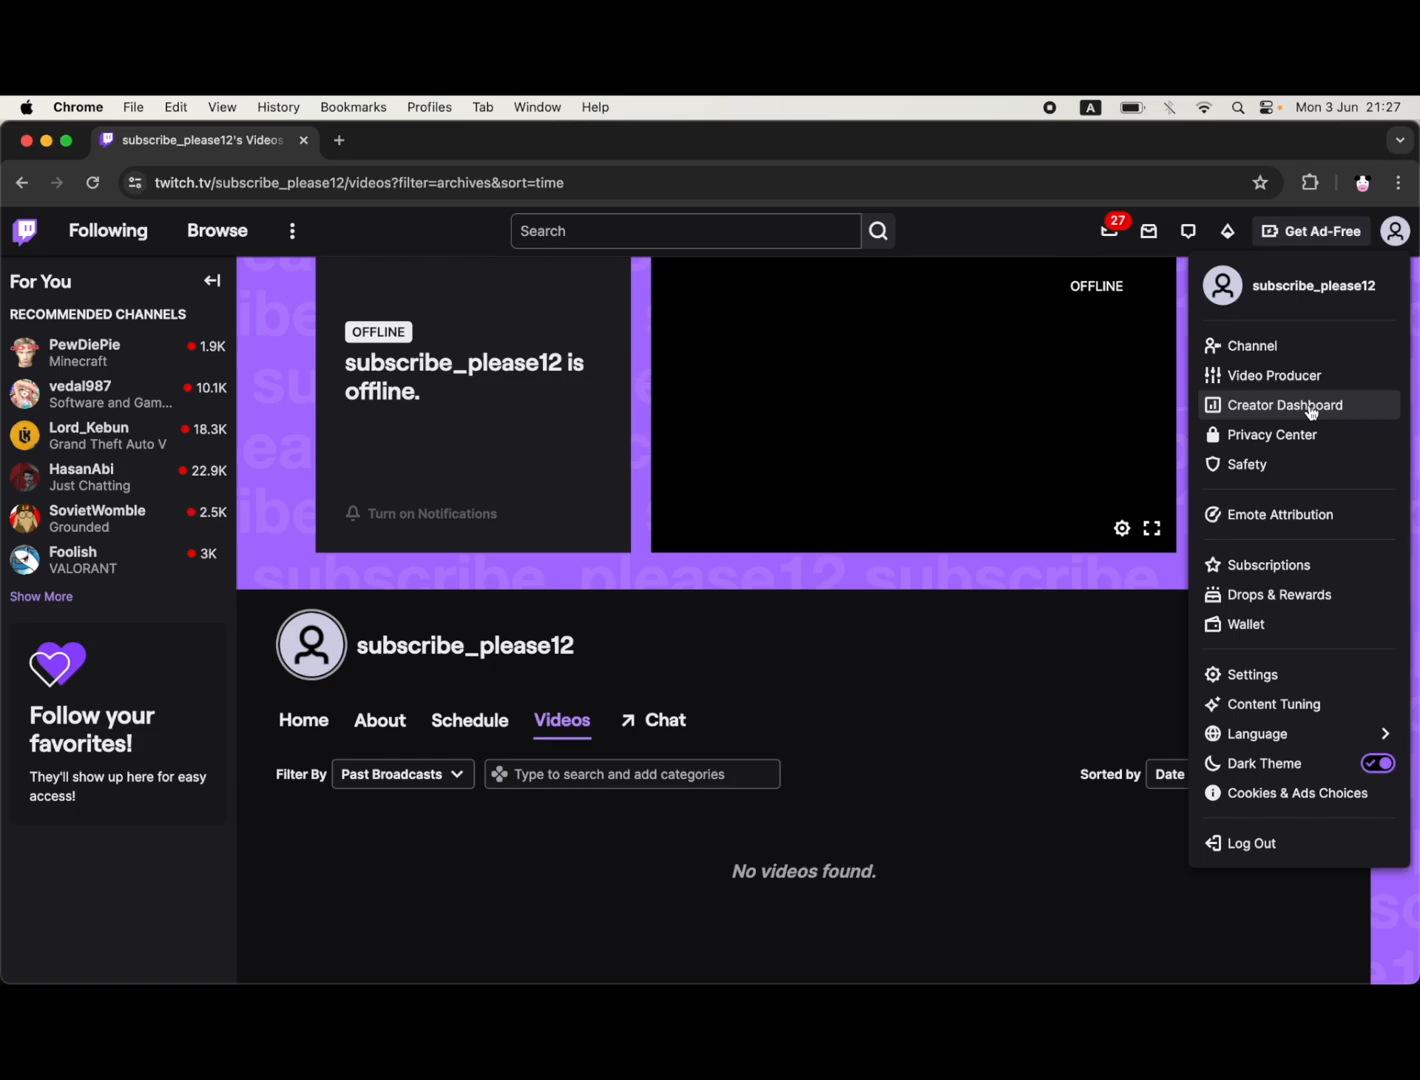 Chrome File Edit View History Bookmarks Profiles Tab Window Help A Mon 3 Jun 21:27
subscribe_please12's Videos
twitch.tv/subscribe_please12/videos?filter=archives&sort=time
Following Browse Search 27 Get Ad-Free
For You
RECOMMENDED CHANNELS
PewDiePie 1.9K
Minecraft
vedal987 10.1K
Software and Gam...
Lord_Kebun 18.3K
Grand Theft Auto V
HasanAbi 22.9K
Just Chatting
SovietWomble 2.5K
Grounded
Foolish 3K
VALORANT
Show More
Follow your
favorites!
They'll show up here for easy
access!
OFFLINE
subscribe_please12 is
offline.
Turn on Notifications
OFFLINE
subscribe_please12 subscribe
subscribe_please12
Home About Schedule Videos Chat
Filter By Past Broadcasts Type to search and add categories Sorted by Date
No videos found.
subscribe_please12
Channel
Video Producer
Creator Dashboard
Privacy Center
Safety
Emote Attribution
Subscriptions
Drops & Rewards
Wallet
Settings
Content Tuning
Language
Dark Theme
Cookies & Ads Choices
Log Out